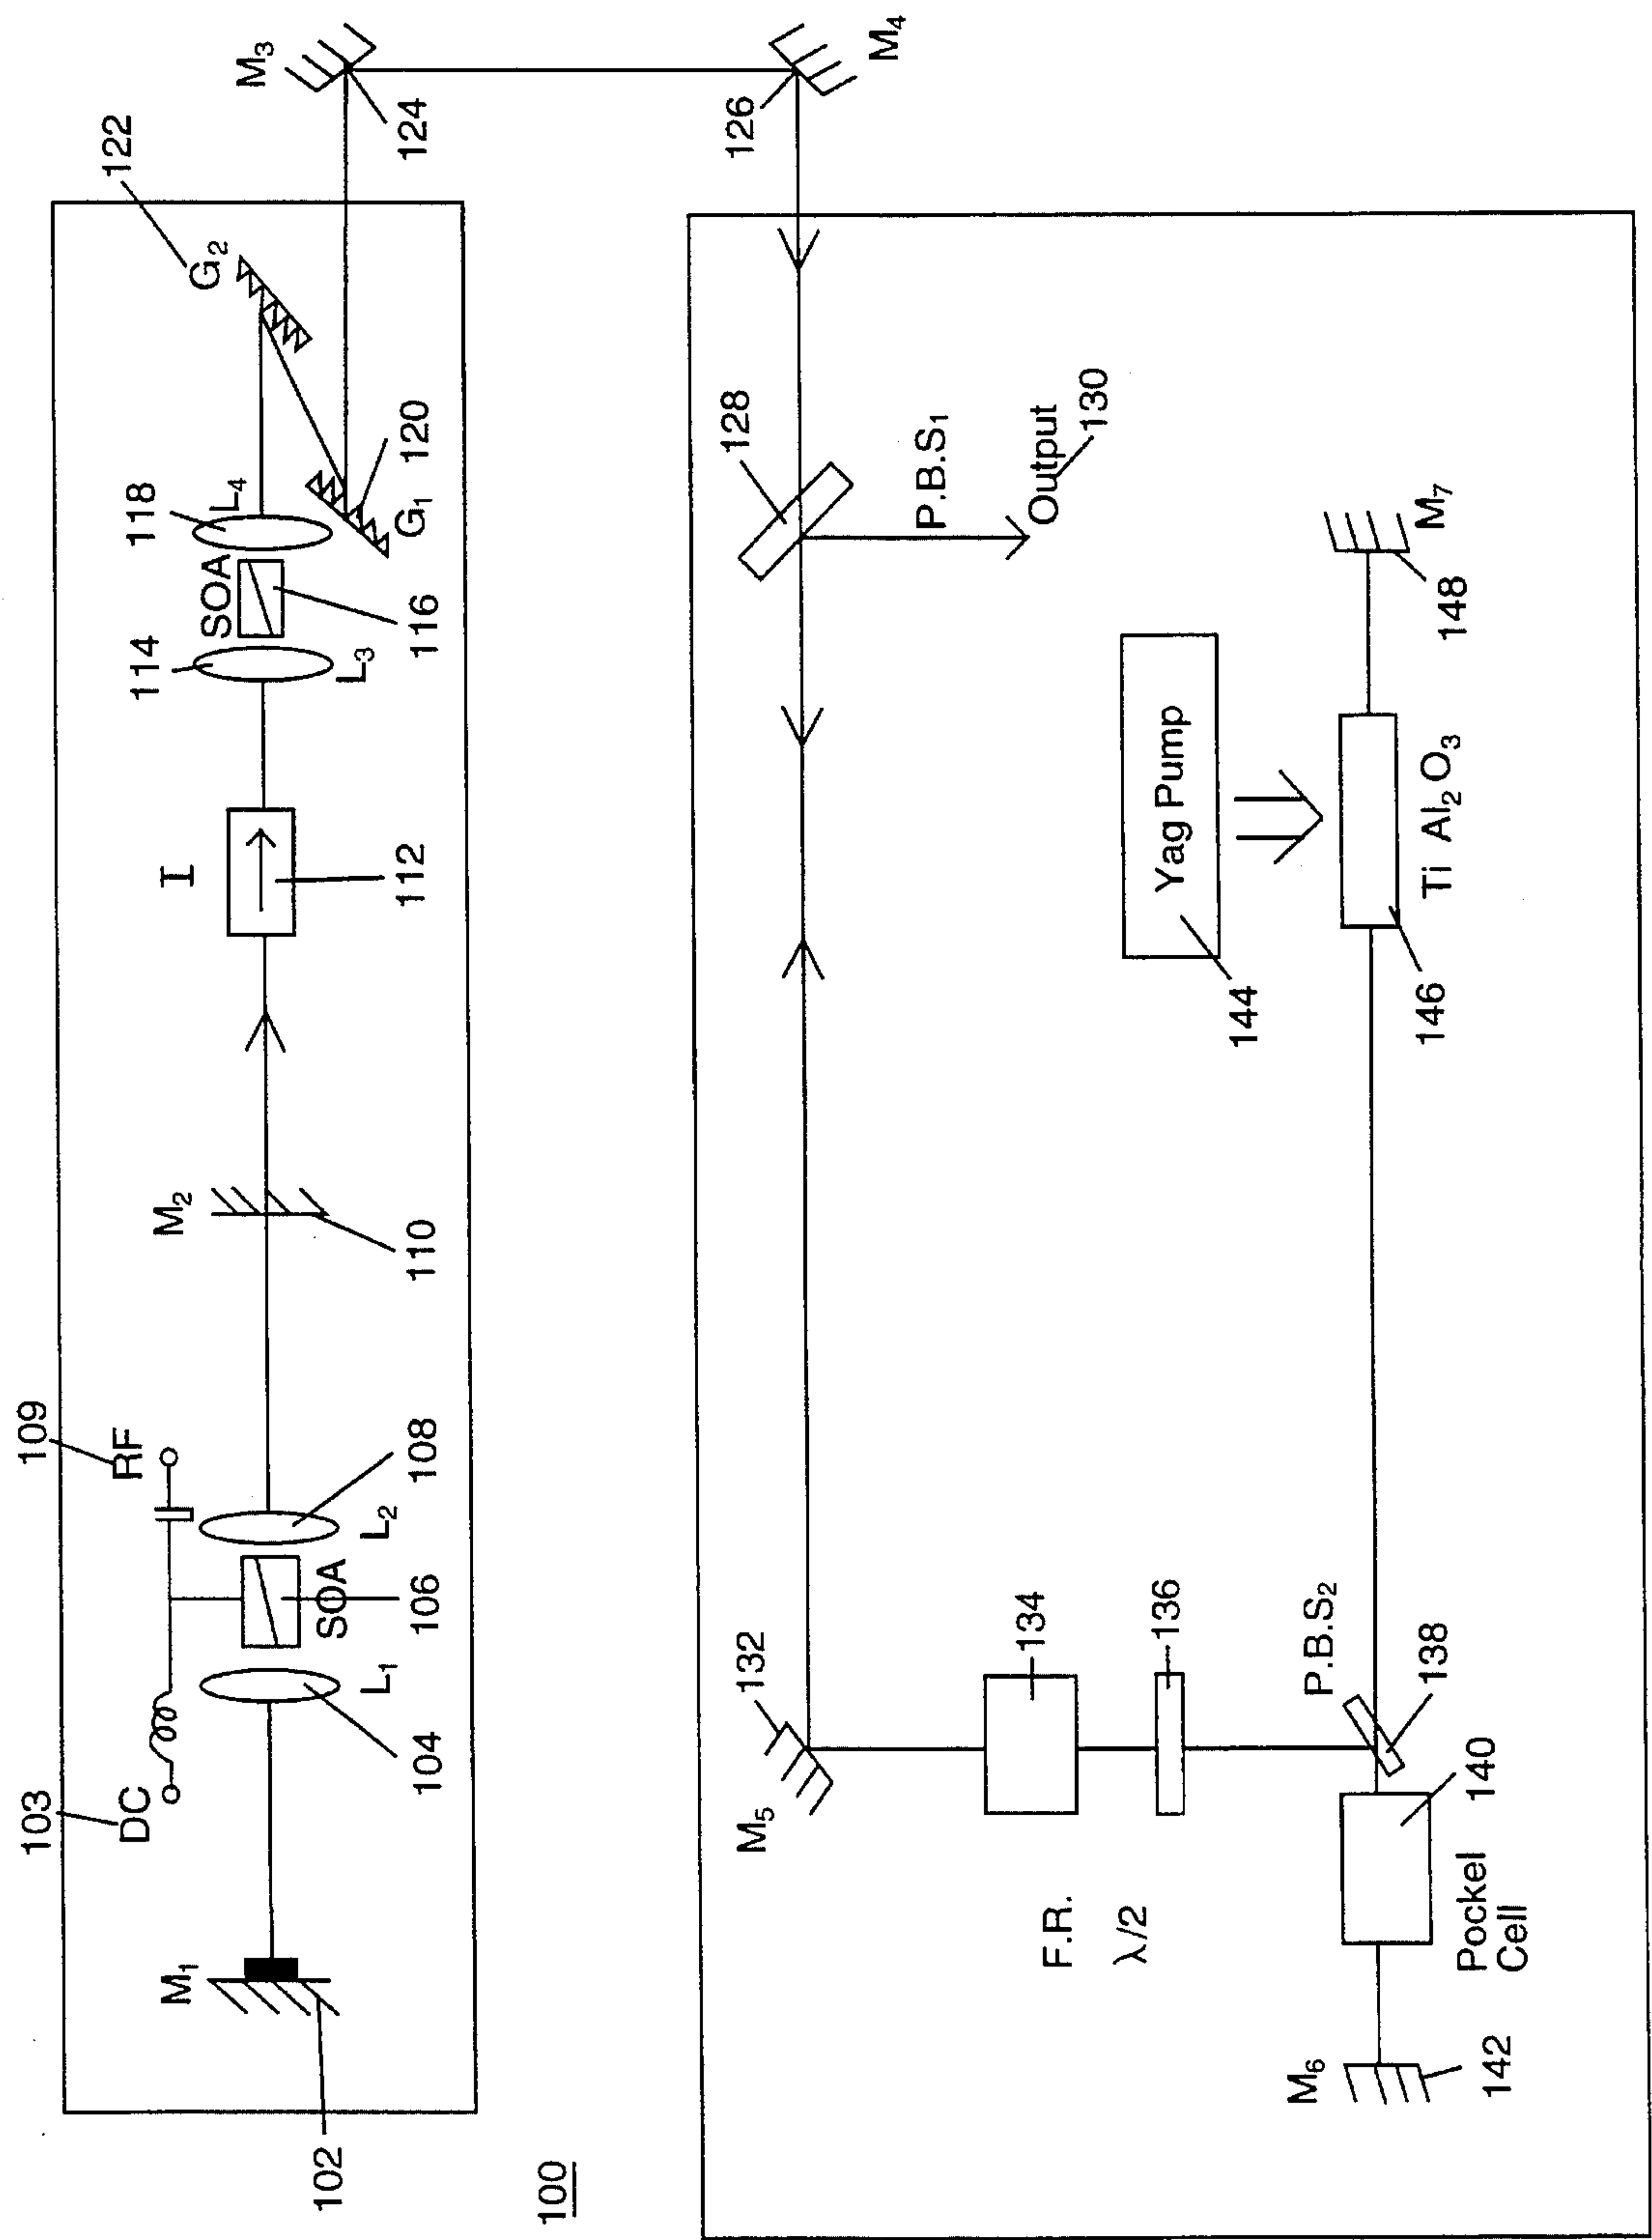 122
M₃
G₂
124
109
RF
103
DC
M₁
L₁
104
SOA
106
L₂
108
M₂
110
I
112
114
L₃
SOA
116
118
L₄
G₁
120
102
100
126
M₄
128
P.B.S₁
Output
130
132
M₅
134
F.R.
136
λ/2
P.B.S₂
138
140
Pockel
Cell
M₆
142
Yag Pump
144
146
Ti Al₂O₃
M₇
148